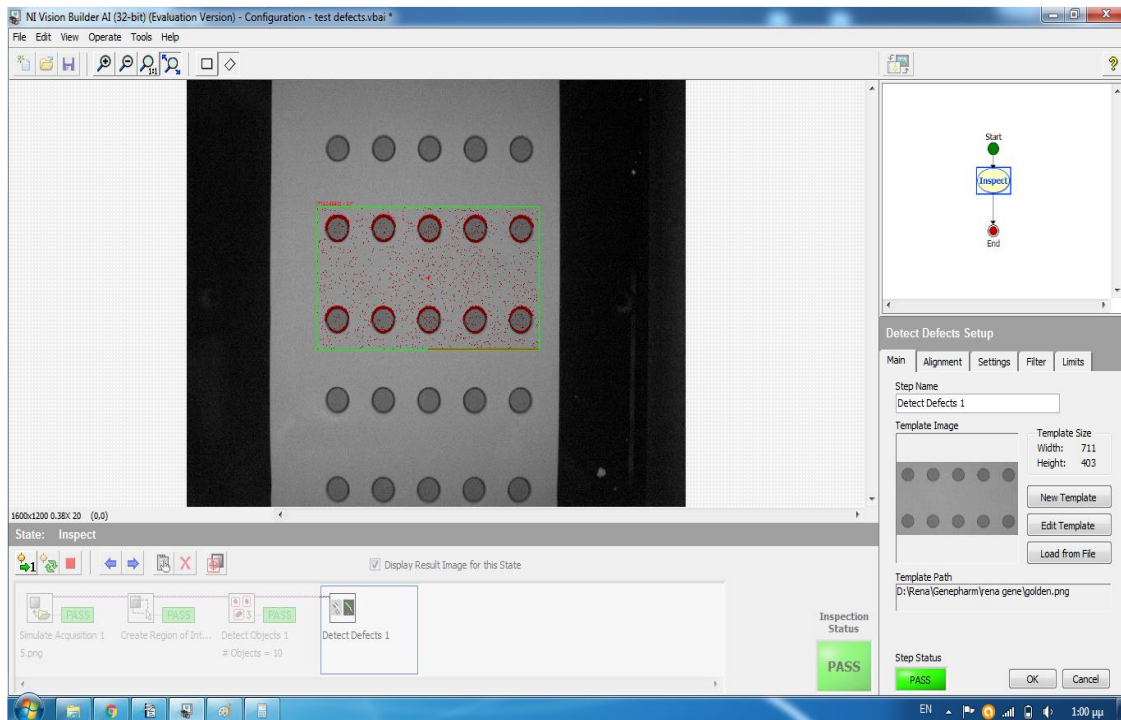 NI Vision Builder AI (32-bit) (Evaluation Version) - Configuration - test defects.vbai *
File Edit View Operate Tools Help
1:1
?
Start
Inspect
End
1600x1200 0.38X 20 (0,0)
State: Inspect
1
Display Result Image for this State
PASS
PASS
3
PASS
Simulate Acquisition 1
Create Region of Int...
Detect Objects 1
Detect Defects 1
5.png
# Objects = 10
Inspection
Status
PASS
Detect Defects Setup
Main Alignment Settings Filter Limits
Step Name
Detect Defects 1
Template Image
Template Size
Width: 711
Height: 403
New Template
Edit Template
Load from File
Template Path
D:\Rena\Genepharm\rena gene\golden.png
Step Status
PASS
OK Cancel
EN
1:00 μμ